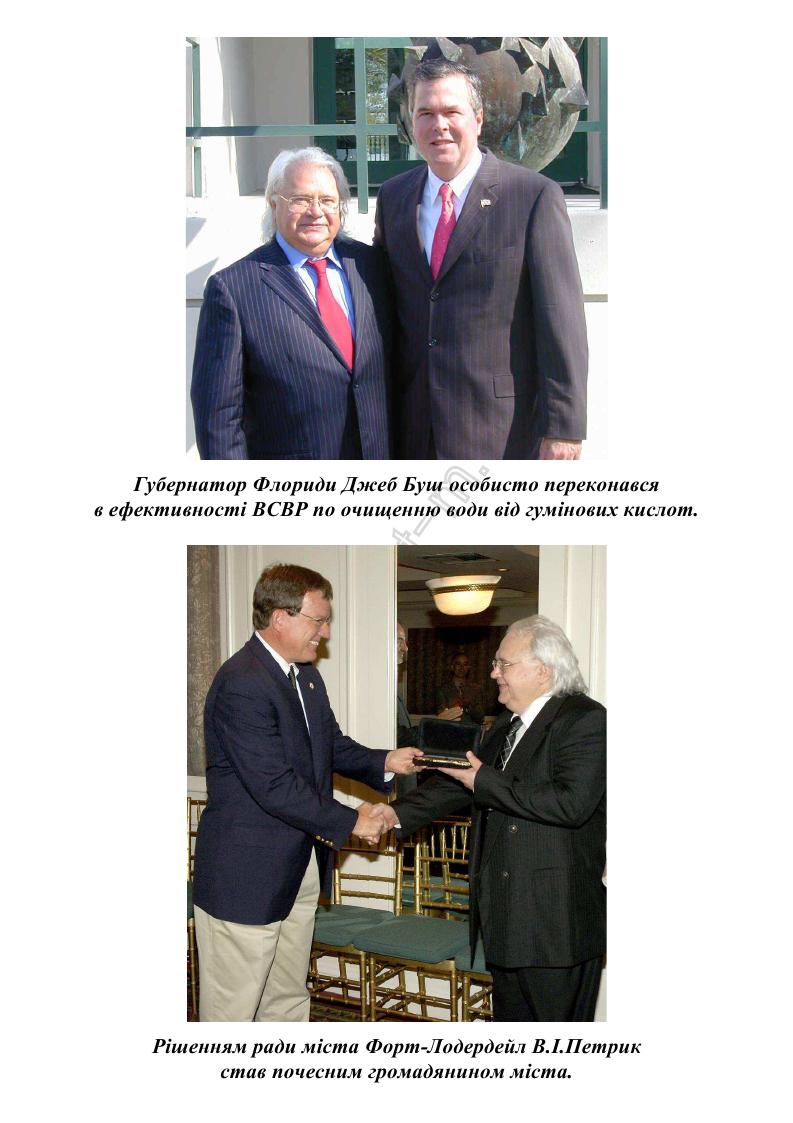 Губернатор Флориди Джеб Буш особисто переконався
в ефективності ВСВР по очищенню води від гумінових кислот.
Рішенням ради міста Форт-Лодердейл В.І.Петрик
став почесним громадянином міста.